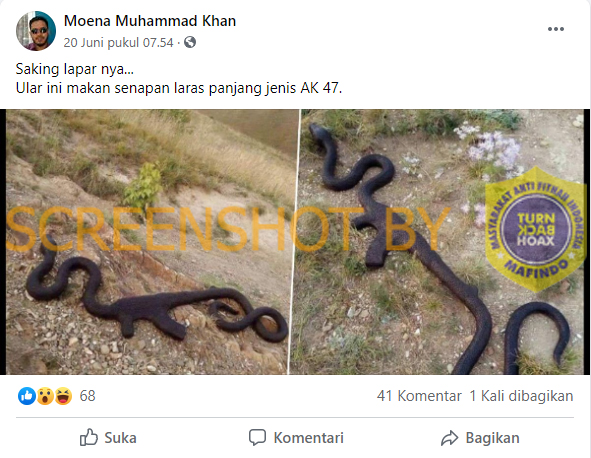 Moena Muhammad Khan
20 Juni pukul 07.54 ·
Saking lapar nya...
Ular ini makan senapan laras panjang jenis AK 47.
SCREENSHOT BY
MASYARAKAT ANTI FITNAH INDONESIA
TURN
BACK
HOAX
MAFINDO
68
41 Komentar 1 Kali dibagikan
Suka
Komentari
Bagikan